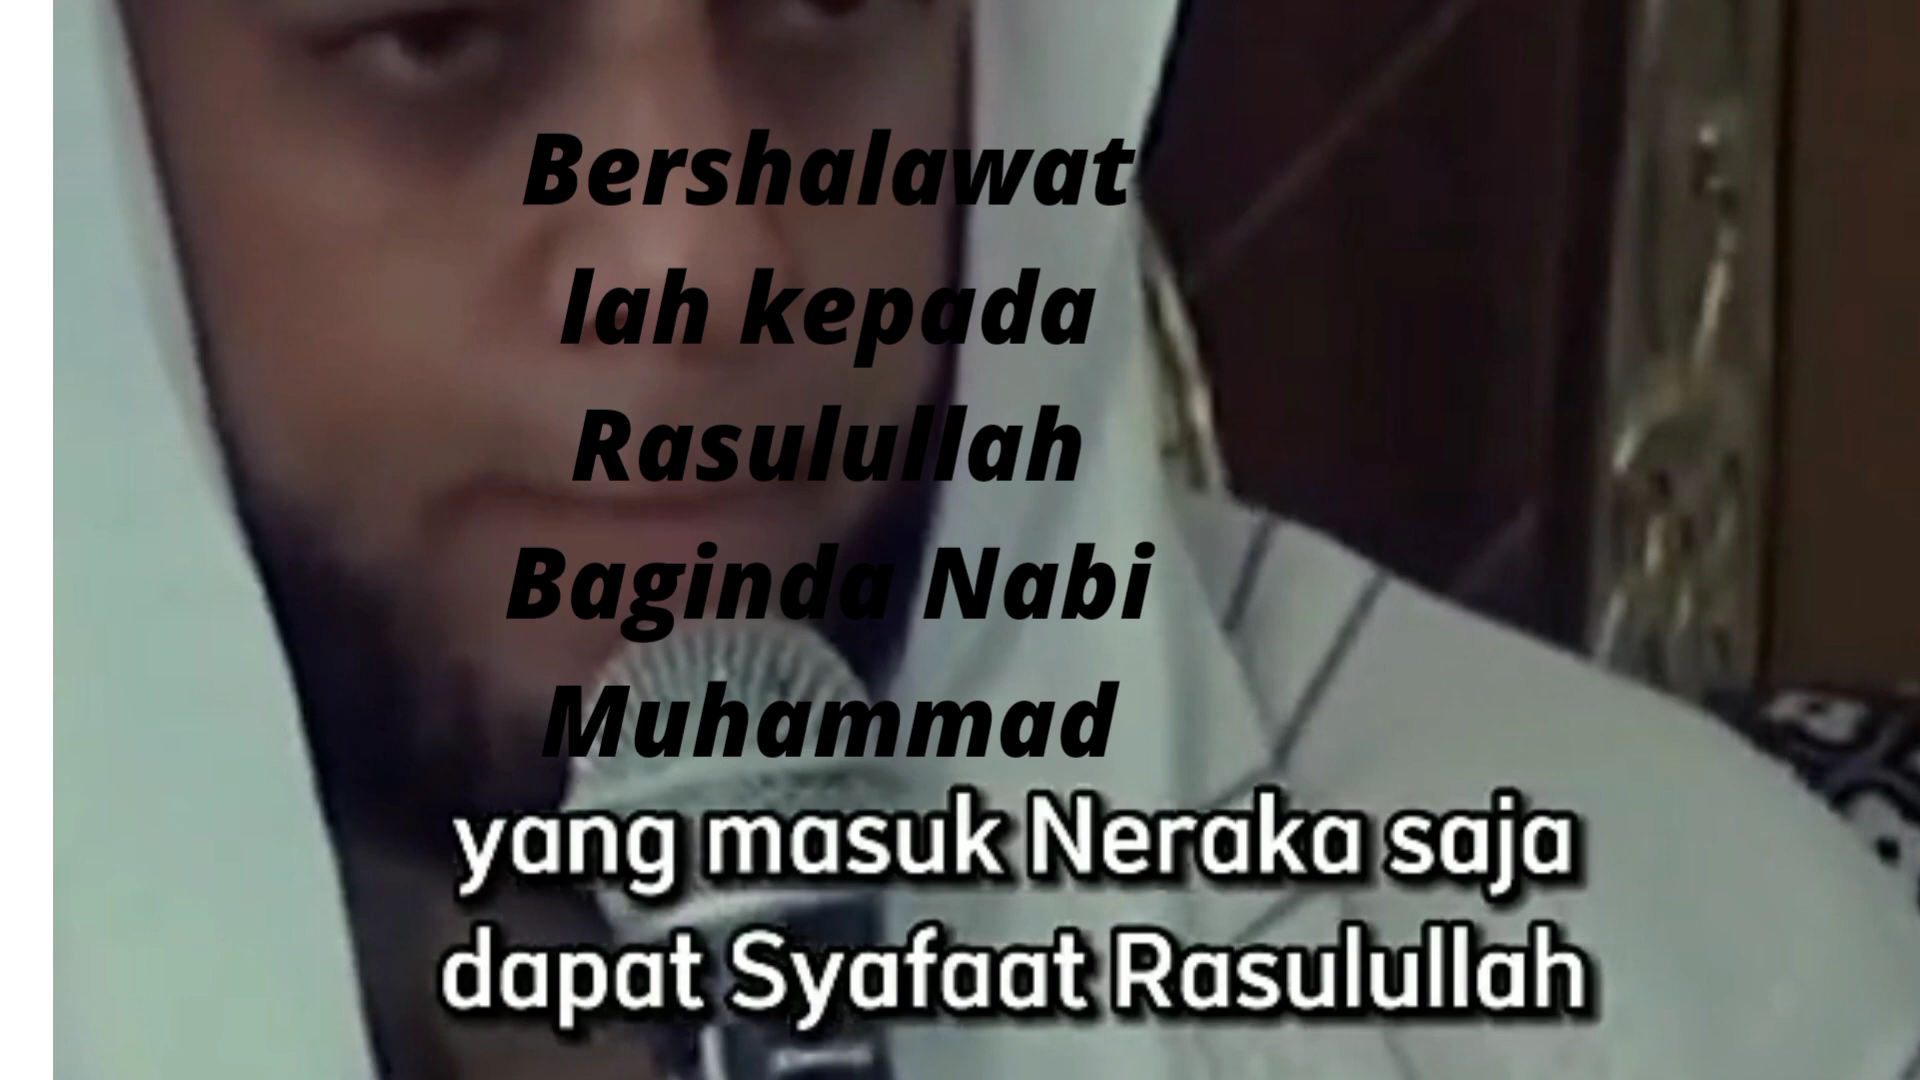 Bershalawat
lah kepada
Rasulullah
Baginda Nabi
Muhammad
yang masuk Neraka saja
dapat Syafaat Rasulullah